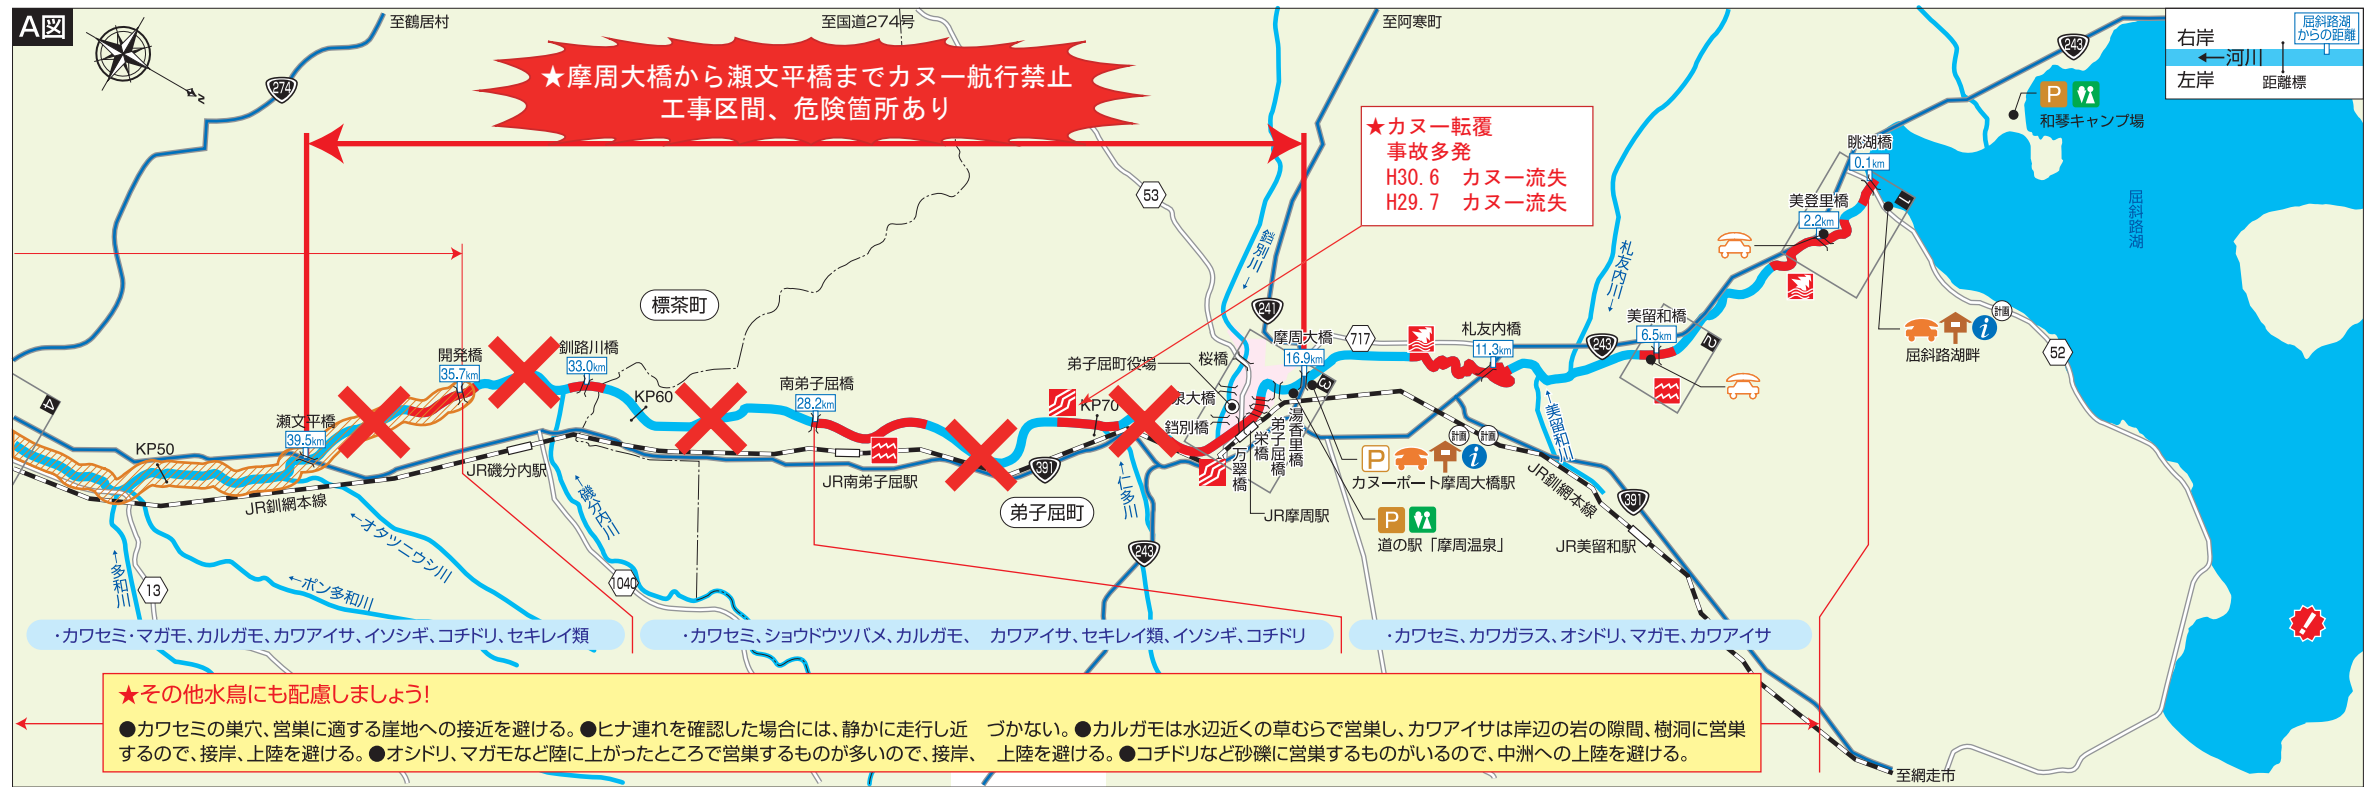 A図
至鶴居村
至国道274号
至阿寒町
右岸
←河川
左岸
屈斜路湖
からの距離
距離標
N
274
243
★摩周大橋から瀬文平橋までカヌー航行禁止
工事区間、危険箇所あり
★カヌー転覆
事故多発
H30.6 カヌー流失
H29.7 カヌー流失
P
和琴キャンプ場
眺湖橋
0.1km
1
美登里橋
2.2km
屈斜路湖
53
鐺別川←
札友内川→
標茶町
241
摩周大橋
16.9km
717
札友内橋
11.3km
243
美留和橋
6.5km
2
計画
屈斜路湖畔
52
開発橋
35.7km
釧路川橋
33.0km
弟子屈町役場
桜橋
南弟子屈橋
28.2km
KP60
KP70
泉大橋
鐺別橋
3
4
瀬文平橋
39.5km
KP50
JR磯分内駅
JR釧網本線
JR南弟子屈駅
391
弟子屈町
栄橋
万翠橋
弟子屈橋
湯香里橋
計画
計画
P
カヌーポート摩周大橋駅
←美留和川
JR釧網本線
391
JR摩周駅
P
道の駅「摩周温泉」
JR美留和駅
←仁多川
243
←磯分内川
←オタツニウシ川
←ポン多和川
←多和川
13
1040
・カワセミ・マガモ、カルガモ、カワアイサ、イソシギ、コチドリ、セキレイ類
・カワセミ、ショウドウツバメ、カルガモ、 カワアイサ、セキレイ類、イソシギ、コチドリ
・カワセミ、カワガラス、オシドリ、マガモ、カワアイサ
★その他水鳥にも配慮しましょう!
●カワセミの巣穴、営巣に適する崖地への接近を避ける。●ヒナ連れを確認した場合には、静かに走行し近 づかない。●カルガモは水辺近くの草むらで営巣し、カワアイサは岸辺の岩の隙間、樹洞に営巣
するので、接岸、上陸を避ける。●オシドリ、マガモなど陸に上がったところで営巣するものが多いので、接岸、 上陸を避ける。●コチドリなど砂礫に営巣するものがいるので、中洲への上陸を避ける。
至網走市